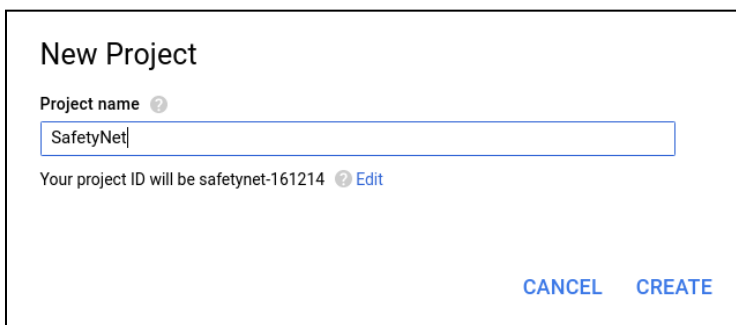 New Project
Project name ?
SafetyNet
Your project ID will be safetynet-161214 ? Edit
CANCEL CREATE